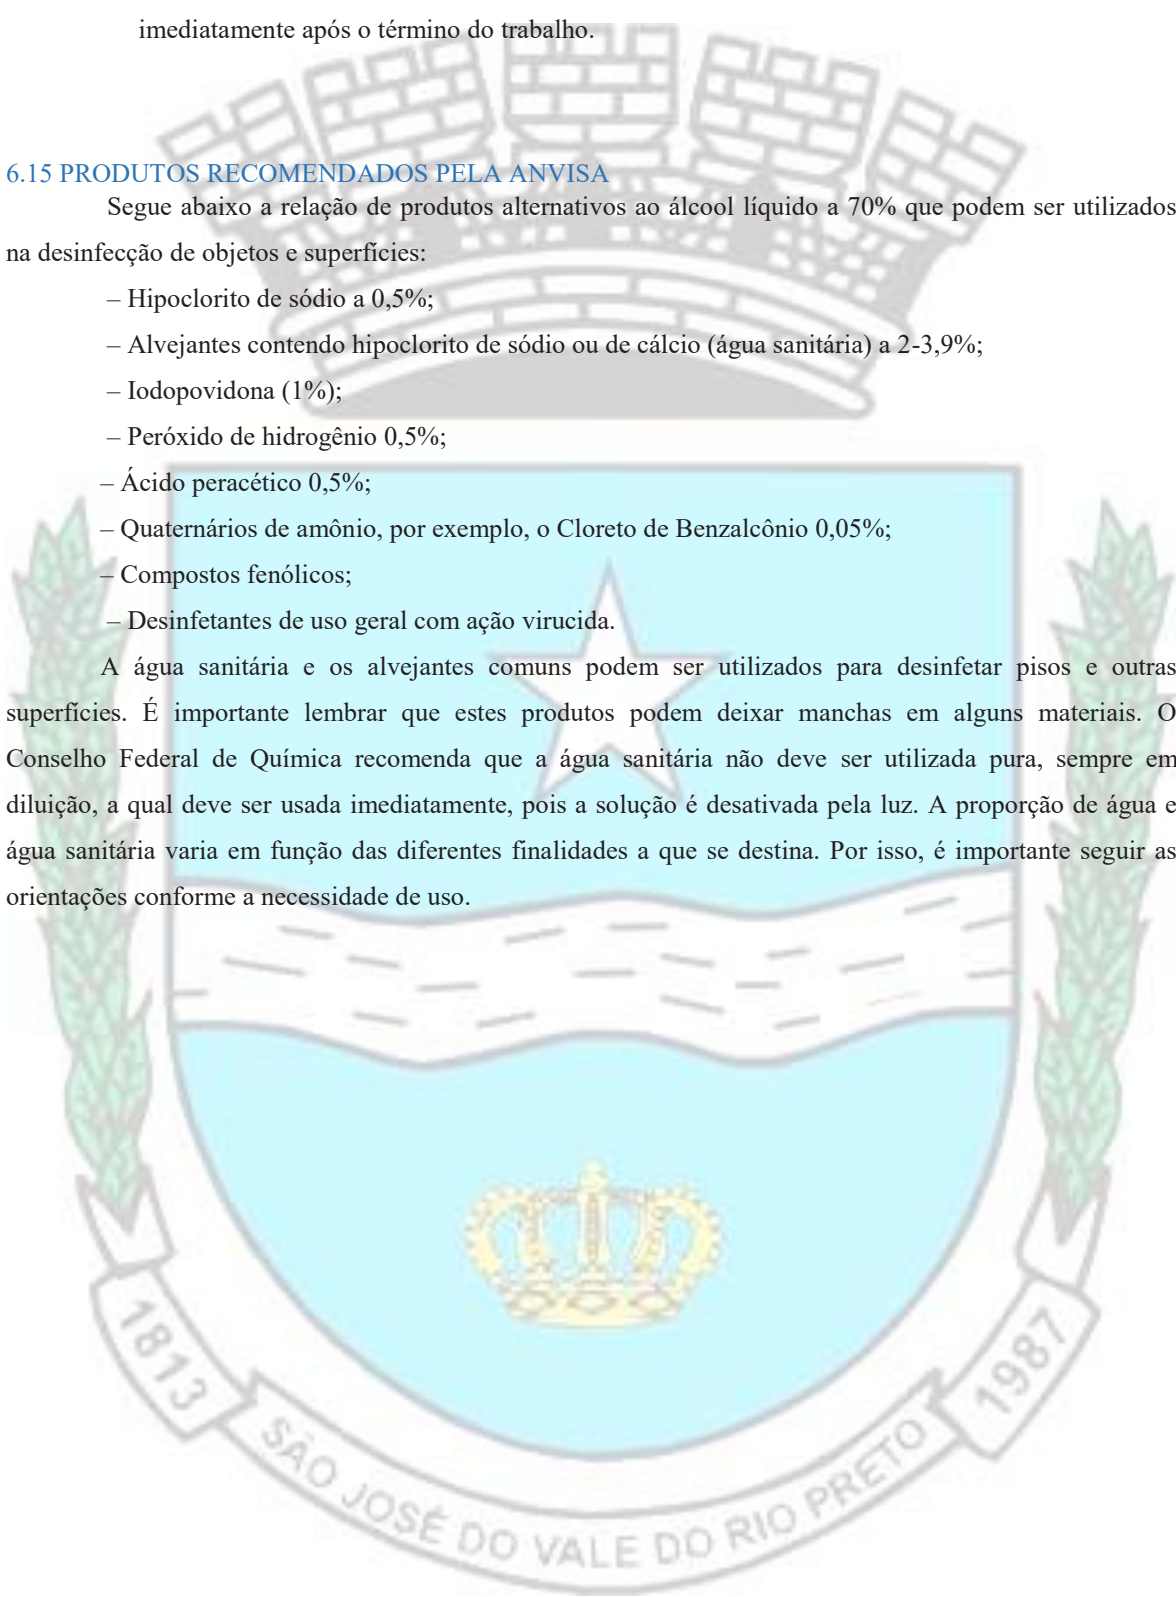 imediatamente após o término do trabalho.
6.15 PRODUTOS RECOMENDADOS PELA ANVISA
Segue abaixo a relação de produtos alternativos ao álcool líquido a 70% que podem ser utilizados
na desinfecção de objetos e superfícies:
– Hipoclorito de sódio a 0,5%;
– Alvejantes contendo hipoclorito de sódio ou de cálcio (água sanitária) a 2-3,9%;
– Iodopovidona (1%);
– Peróxido de hidrogênio 0,5%;
– Ácido peracético 0,5%;
– Quaternários de amônio, por exemplo, o Cloreto de Benzalcônio 0,05%;
– Compostos fenólicos;
– Desinfetantes de uso geral com ação virucida.
A água sanitária e os alvejantes comuns podem ser utilizados para desinfetar pisos e outras
superfícies. É importante lembrar que estes produtos podem deixar manchas em alguns materiais. O
Conselho Federal de Química recomenda que a água sanitária não deve ser utilizada pura, sempre em
diluição, a qual deve ser usada imediatamente, pois a solução é desativada pela luz. A proporção de água e
água sanitária varia em função das diferentes finalidades a que se destina. Por isso, é importante seguir as
orientações conforme a necessidade de uso.
1813
SÃO JOSÉ DO VALE DO RIO PRETO
1987